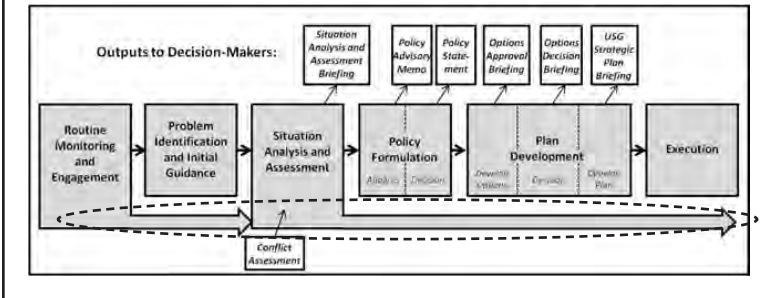 Outputs to Decision-Makers:
Situation
Analysis and
Assessment
Briefing
Policy
Advisory
Memo
Policy
State-
ment
Options
Approval
Briefing
Options
Decision
Briefing
USG
Strategic
Plan
Briefing
Routine
Monitoring
and
Engagement
Problem
Identification
and Initial
Guidance
Situation
Analysis and
Assessment
Policy
Formulation
Analysis
Decision
Plan
Development
Develop
Options
Decision
Develop
Plan
Execution
Conflict
Assessment